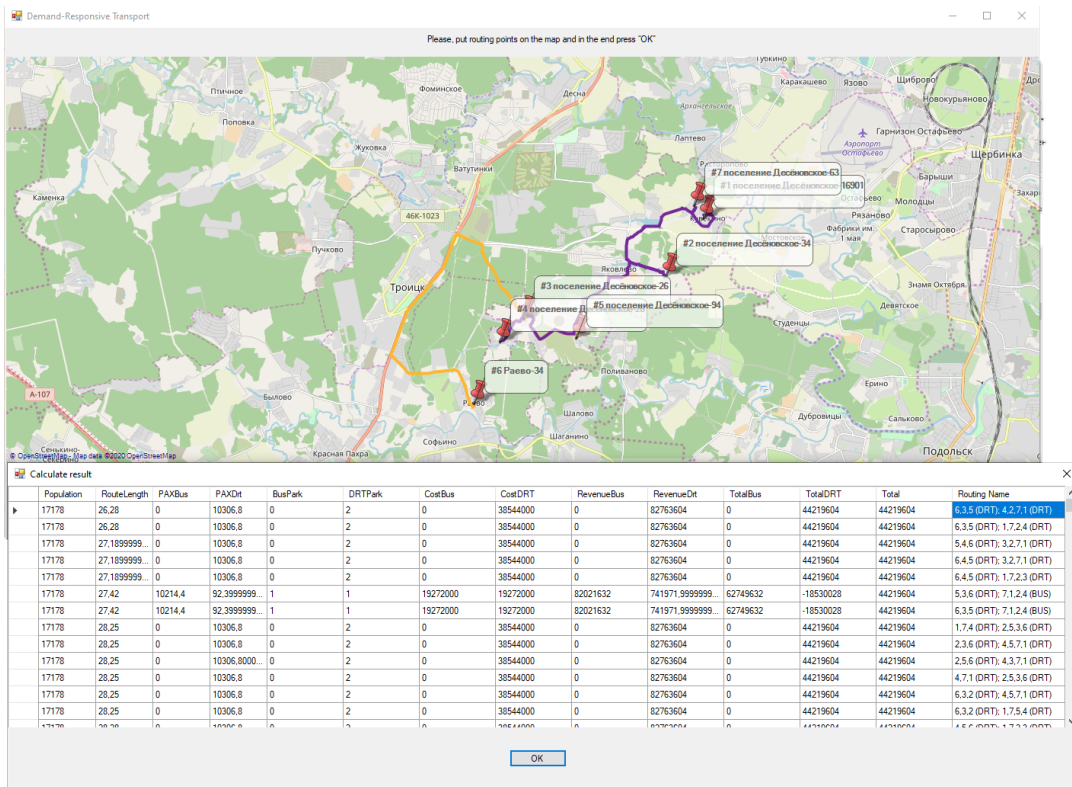 Demand-Responsive Transport
Please, put routing points on the map and in the end press "OK"
Губкино
Каракашево
Язово
Щиброво
Птичное
Фоминское
Десна
Архангельское
Новокурьяново
Поповка
Гарнизон Остафьево
Жуковка
Лаптево
Аэропорт Остафьево
Щербинка
Ватутинки
Расторопово
#7 поселение Десёновское-63
Барыши
#1 поселение Десёновское-16901
Каменка
Остафьево
Молодцы
46К-1023
Рязаново
Фабрики им. 1 мая
Старосырово
Пучково
Мостовское
#2 поселение Десёновское-34
Яковлево
Троицк
#3 поселение Десёновское-26
Знамя Октября
#5 поселение Десёновское-94
Девятское
Студенцы
#6 Раево-34
Поливаново
Ерино
А-107
Былово
Раево
Шалово
Дубровицы
Сальково
Софьино
Шаганино
Сенькино-Секерино
Красная Пахра
Подольск
© OpenStreetMap - Map data ©2020 OpenStreetMap
Calculate result
Population RouteLength PAXBus PAXDrt BusPark DRTPark CostBus CostDRT RevenueBus RevenueDrt TotalBus TotalDRT Total Routing Name
17178 26,28 0 10306,8 0 2 0 38544000 0 82763604 0 44219604 44219604 6,3,5 (DRT); 4,2,7,1 (DRT)
17178 26,28 0 10306,8 0 2 0 38544000 0 82763604 0 44219604 44219604 6,3,5 (DRT); 1,7,2,4 (DRT)
17178 27,1899999... 0 10306,8 0 2 0 38544000 0 82763604 0 44219604 44219604 5,4,6 (DRT); 3,2,7,1 (DRT)
17178 27,1899999... 0 10306,8 0 2 0 38544000 0 82763604 0 44219604 44219604 6,4,5 (DRT); 3,2,7,1 (DRT)
17178 27,1899999... 0 10306,8 0 2 0 38544000 0 82763604 0 44219604 44219604 6,4,5 (DRT); 1,7,2,3 (DRT)
17178 27,42 10214,4 92,3999999... 1 1 19272000 19272000 82021632 741971,9999999... 62749632 -18530028 44219604 5,3,6 (DRT); 7,1,2,4 (BUS)
17178 27,42 10214,4 92,3999999... 1 1 19272000 19272000 82021632 741971,9999999... 62749632 -18530028 44219604 6,3,5 (DRT); 7,1,2,4 (BUS)
17178 28,25 0 10306,8 0 2 0 38544000 0 82763604 0 44219604 44219604 1,7,4 (DRT); 2,5,3,6 (DRT)
17178 28,25 0 10306,8 0 2 0 38544000 0 82763604 0 44219604 44219604 2,3,6 (DRT); 4,5,7,1 (DRT)
17178 28,25 0 10306,8000... 0 2 0 38544000 0 82763604 0 44219604 44219604 2,5,6 (DRT); 4,3,7,1 (DRT)
17178 28,25 0 10306,8 0 2 0 38544000 0 82763604 0 44219604 44219604 4,7,1 (DRT); 2,5,3,6 (DRT)
17178 28,25 0 10306,8 0 2 0 38544000 0 82763604 0 44219604 44219604 6,3,2 (DRT); 4,5,7,1 (DRT)
17178 28,25 0 10306,8 0 2 0 38544000 0 82763604 0 44219604 44219604 6,3,2 (DRT); 1,7,5,4 (DRT)
OK